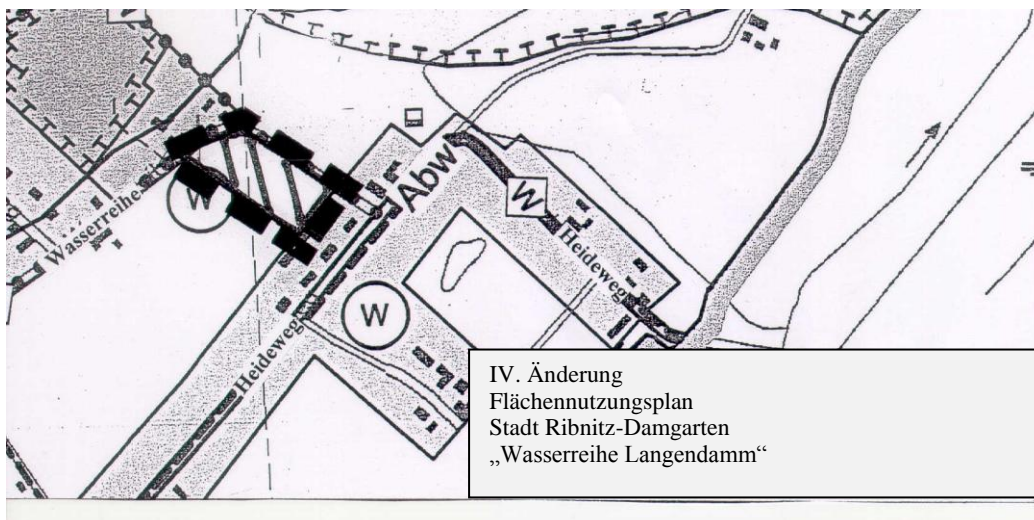 Wasserreihe
W
Abw
W
Heideweg
W
Heideweg
IV. Änderung
Flächennutzungsplan
Stadt Ribnitz-Damgarten
„Wasserreihe Langendamm“